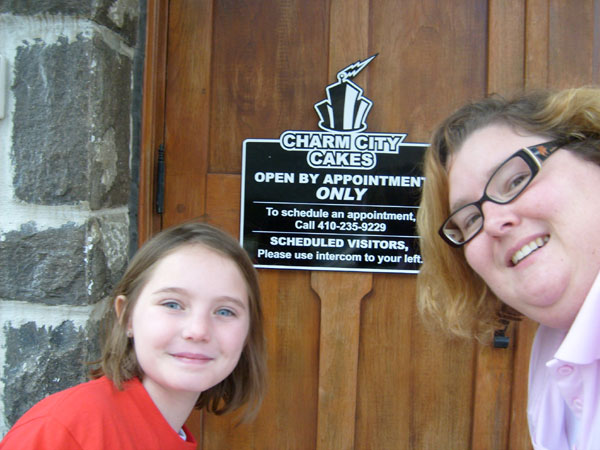 CHARM CITY
CAKES
OPEN BY APPOINTMENT
ONLY
To schedule an appointment,
Call 410-235-9229
SCHEDULED VISITORS,
Please use intercom to your left.